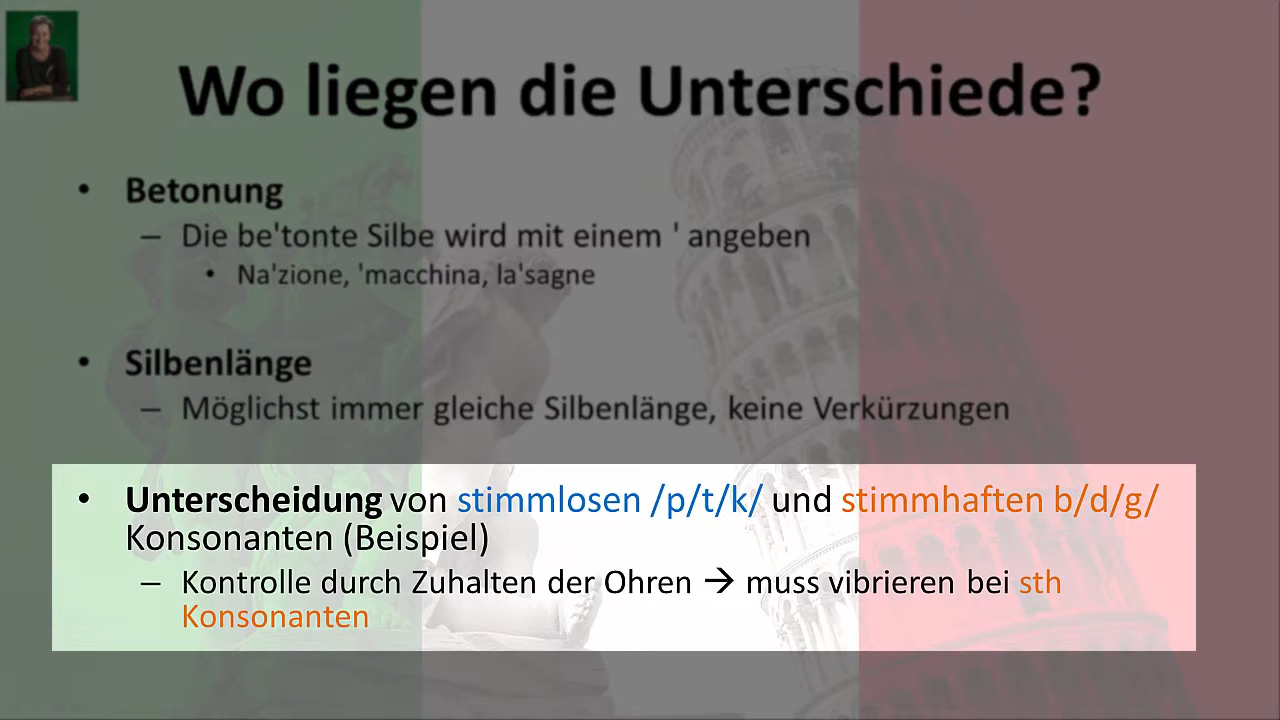 Wo liegen die Unterschiede?
• Betonung
– Die be'tonte Silbe wird mit einem ' angeben
• Na'zione, 'macchina, la'sagne
• Silbenlänge
– Möglichst immer gleiche Silbenlänge, keine Verkürzungen
• Unterscheidung von stimmlosen /p/t/k/ und stimmhaften b/d/g/
Konsonanten (Beispiel)
– Kontrolle durch Zuhalten der Ohren → muss vibrieren bei sth
Konsonanten